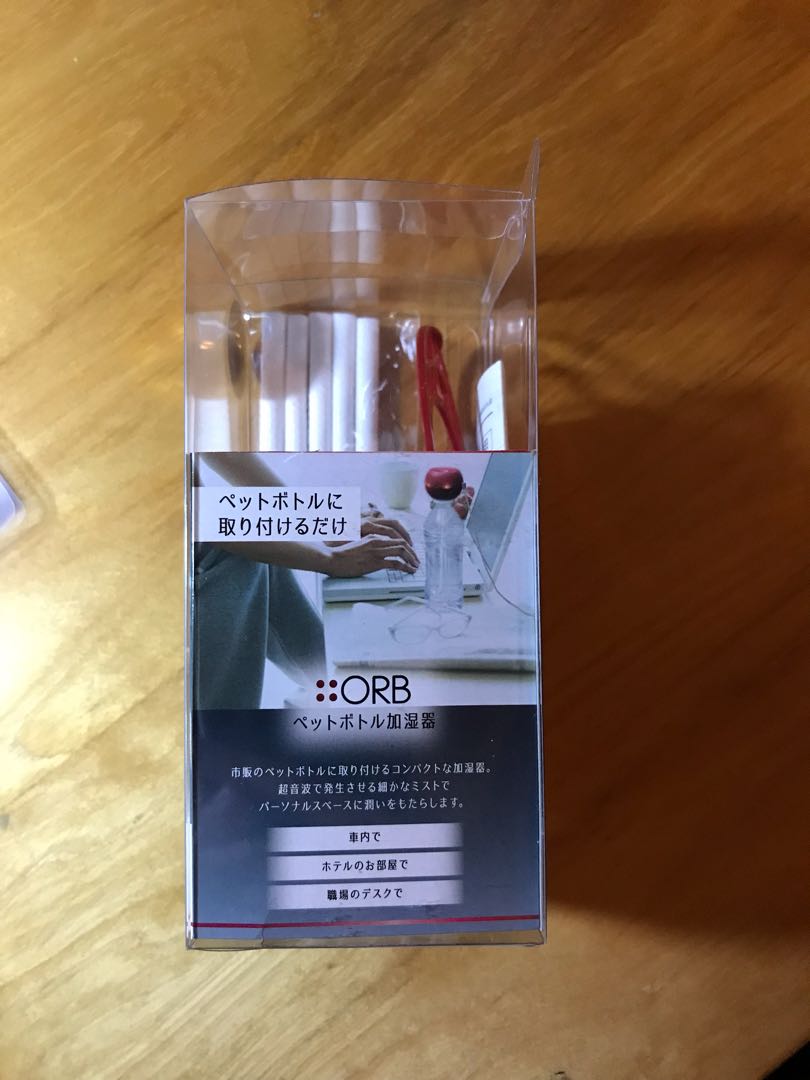 ペットボトルに
取り付けるだけ
ORB
ペットボトル加湿器
市販のペットボトルに取り付けるコンパクトな加湿器。
超音波で発生させる細かなミストで
パーソナルスペースに潤いをもたらします。
車内で
ホテルのお部屋で
職場のデスクで